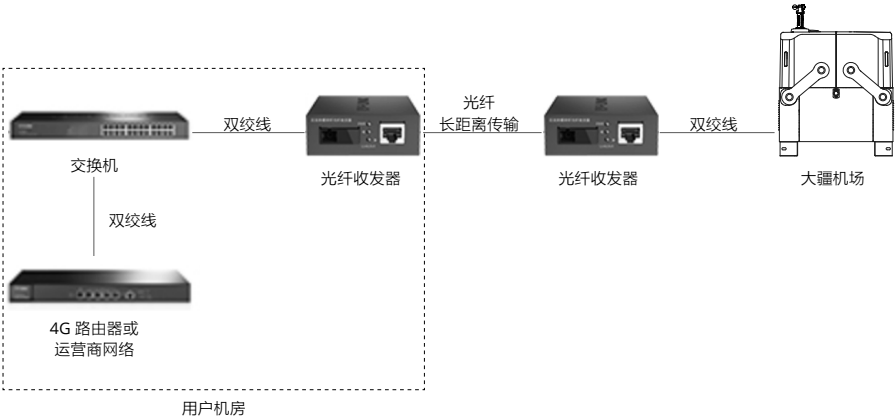 双绞线
光纤
长距离传输
双绞线
交换机
光纤收发器
光纤收发器
大疆机场
双绞线
4G 路由器或
运营商网络
用户机房